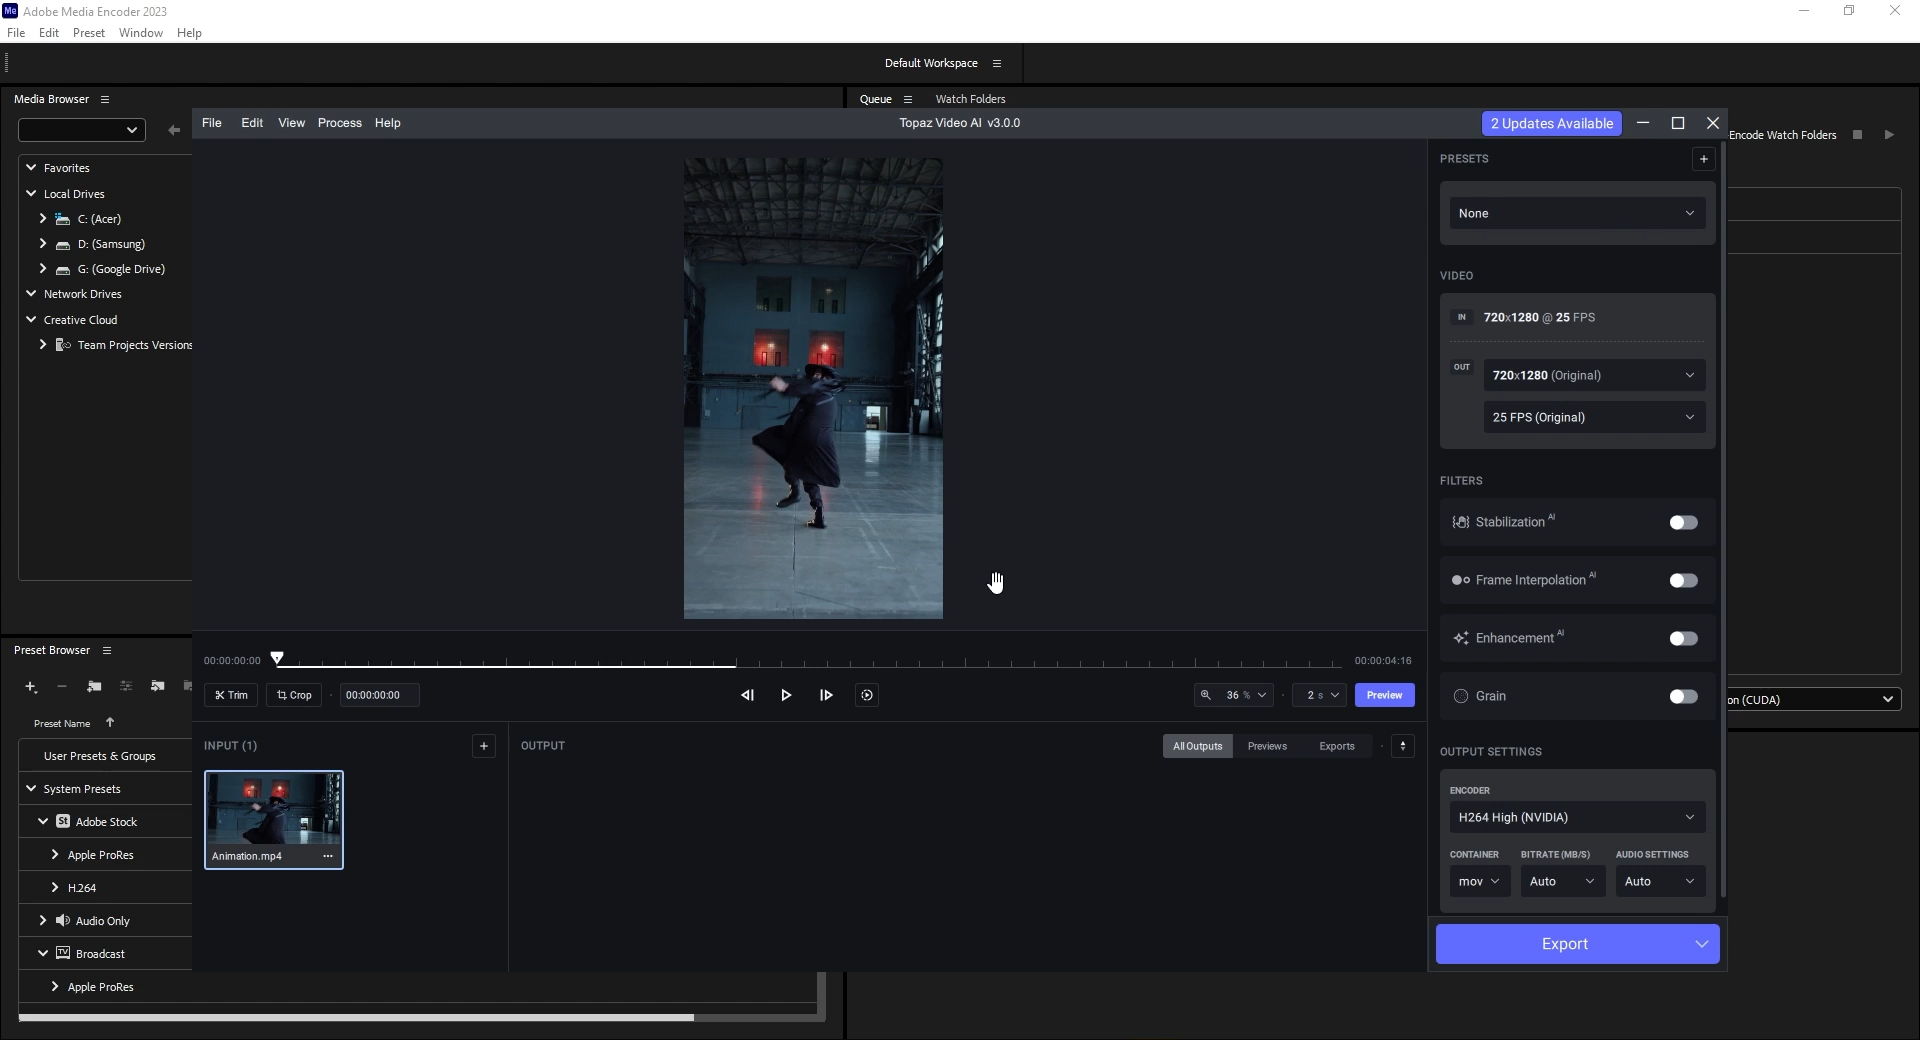 Me Adobe Media Encoder 2023
File Edit Preset Window Help
Default Workspace
Media Browser
Queue Watch Folders
File Edit View Process Help
Topaz Video AI v3.0.0
2 Updates Available
Encode Watch Folders
Favorites
Local Drives
C: (Acer)
D: (Samsung)
G: (Google Drive)
Network Drives
Creative Cloud
Team Projects Versions
PRESETS
None
VIDEO
IN 720x1280 @ 25 FPS
OUT 720x1280 (Original)
25 FPS (Original)
FILTERS
Stabilization AI
Frame Interpolation AI
Enhancement AI
Grain
00:00:00:00
00:00:04:16
Trim Crop 00:00:00:00
36 % 2 s Preview
Preset Browser
Preset Name
User Presets & Groups
System Presets
St Adobe Stock
Apple ProRes
H.264
Audio Only
TV Broadcast
Apple ProRes
INPUT (1)
Animation.mp4
OUTPUT
All Outputs Previews Exports
on (CUDA)
OUTPUT SETTINGS
ENCODER
H264 High (NVIDIA)
CONTAINER BITRATE (MB/S) AUDIO SETTINGS
mov Auto Auto
Export